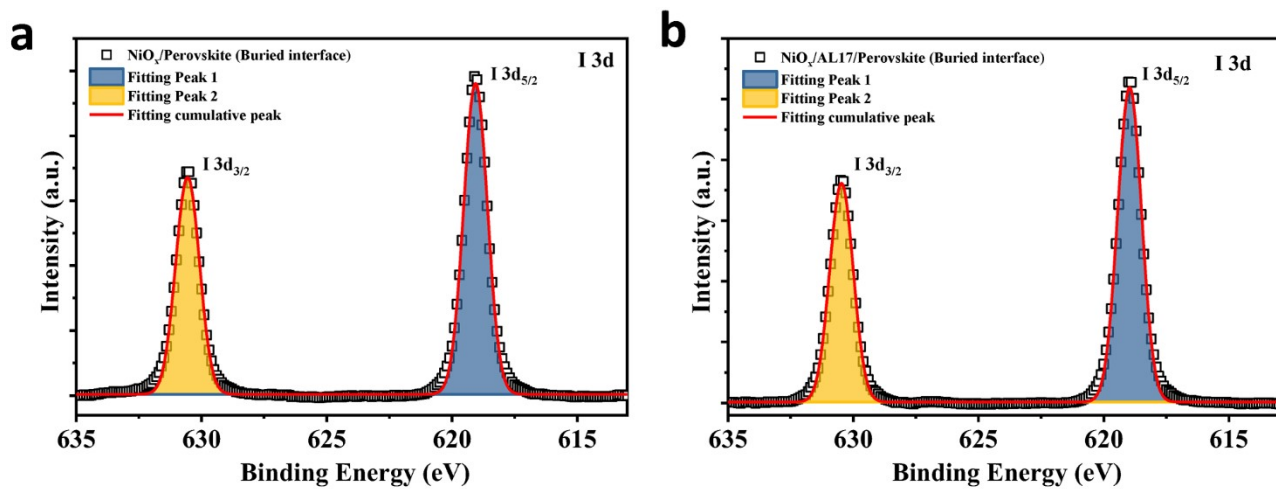 a
NiOₓ/Perovskite (Buried interface)
Fitting Peak 1
Fitting Peak 2
Fitting cumulative peak
I 3d
I 3d₅/₂
I 3d₃/₂
Intensity (a.u.)
635 630 625 620 615
Binding Energy (eV)
b
NiOₓ/AL17/Perovskite (Buried interface)
Fitting Peak 1
Fitting Peak 2
Fitting cumulative peak
I 3d
I 3d₅/₂
I 3d₃/₂
Intensity (a.u.)
635 630 625 620 615
Binding Energy (eV)